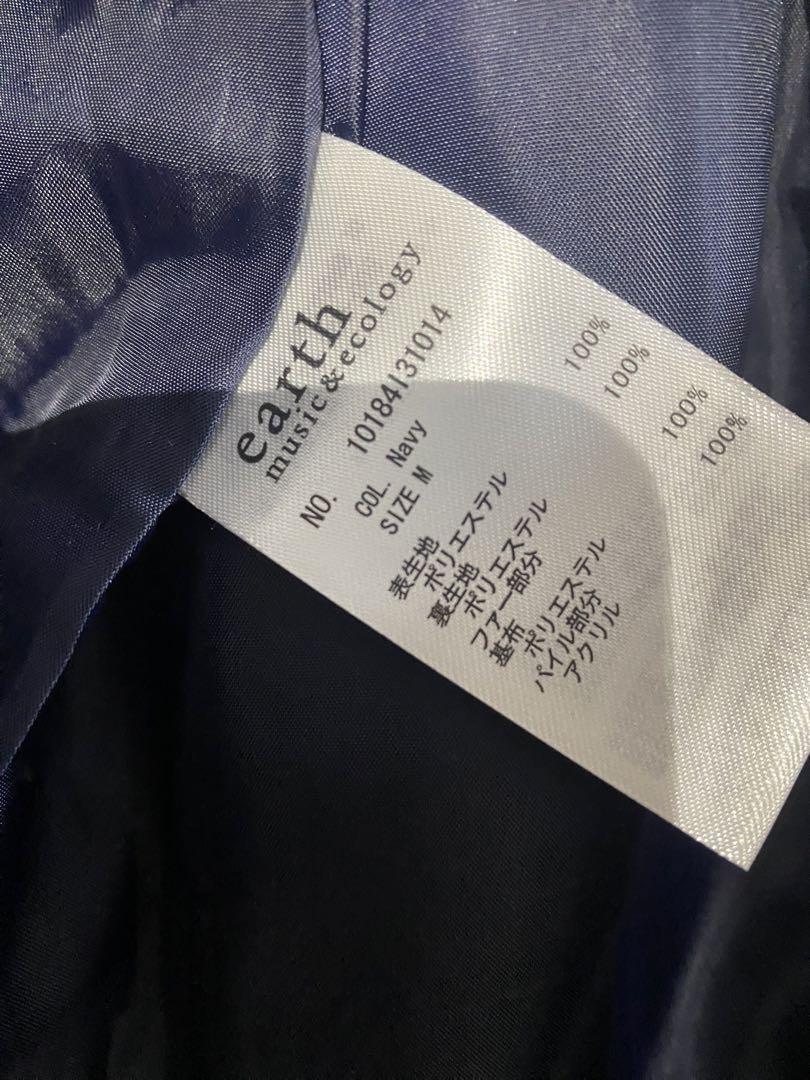 earth
music&ecology
NO. 10184I31014
COL. Navy
SIZE M
表生地
ポリエステル 100%
裏生地
ポリエステル 100%
ファー部分
基布 ポリエステル 100%
パイル部分
アクリル 100%